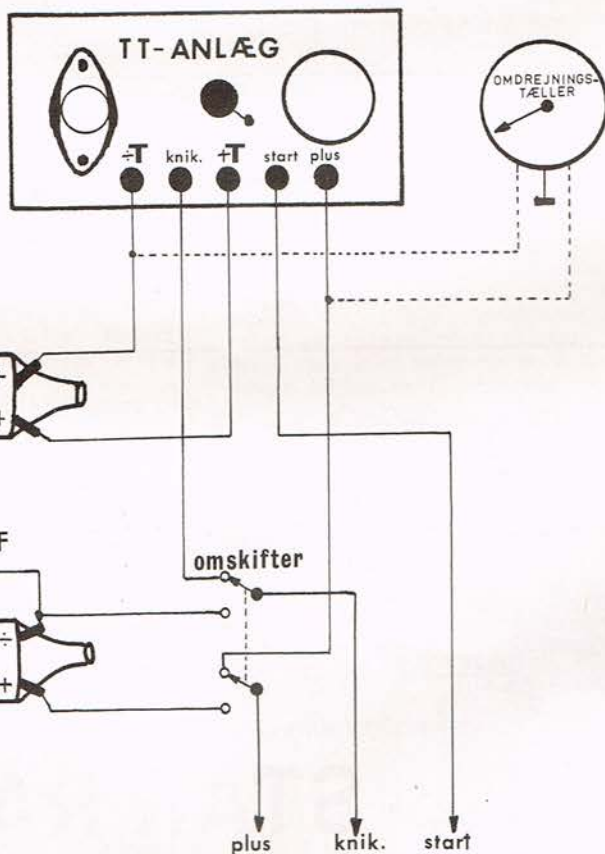 TT-ANLÆG
OMDREJNINGS-
TÆLLER
÷T knik. +T start plus
-
+
F
omskifter
÷
+
plus knik. start